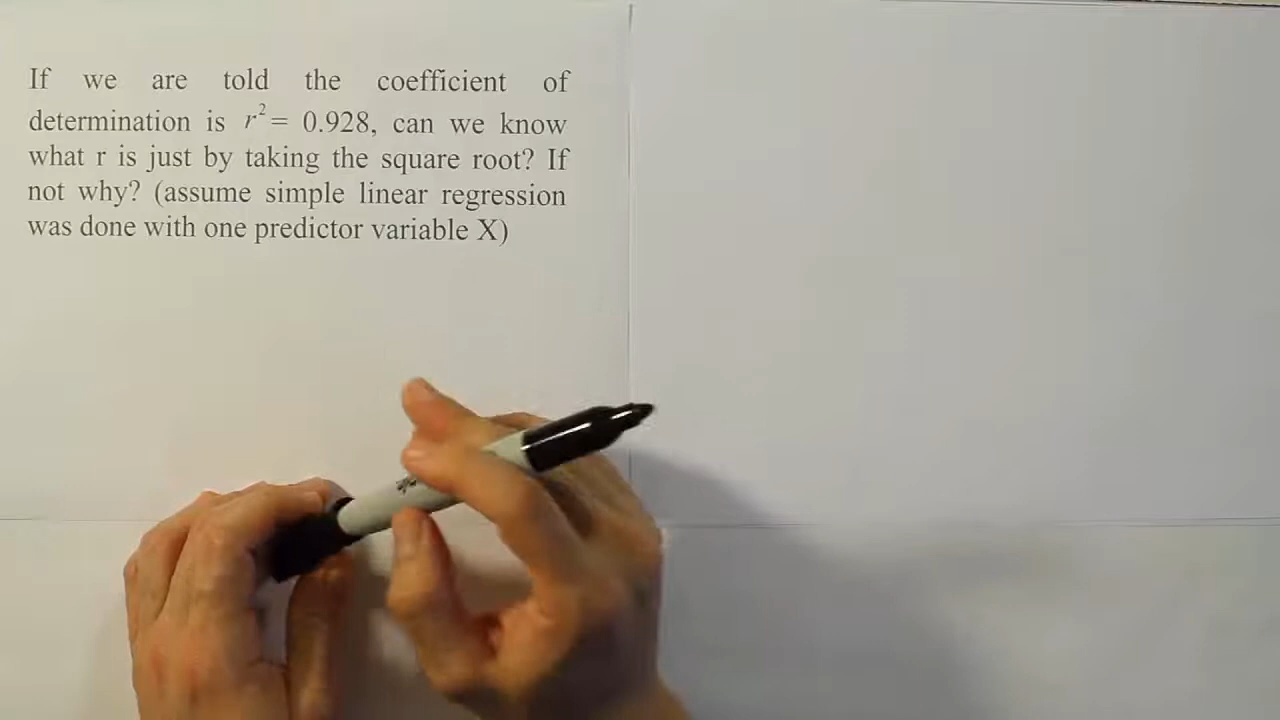 If we are told the coefficient of
determination is r² = 0.928, can we know
what r is just by taking the square root? If
not why? (assume simple linear regression
was done with one predictor variable X)